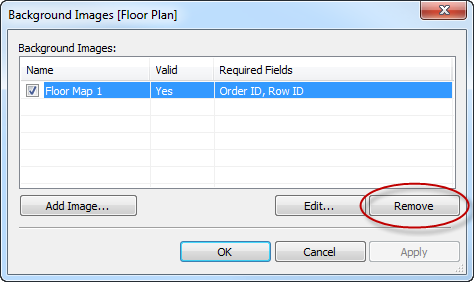 Background Images [Floor Plan]
Background Images:
Name Valid Required Fields
Floor Map 1 Yes Order ID, Row ID
Add Image... Edit... Remove
OK Cancel Apply